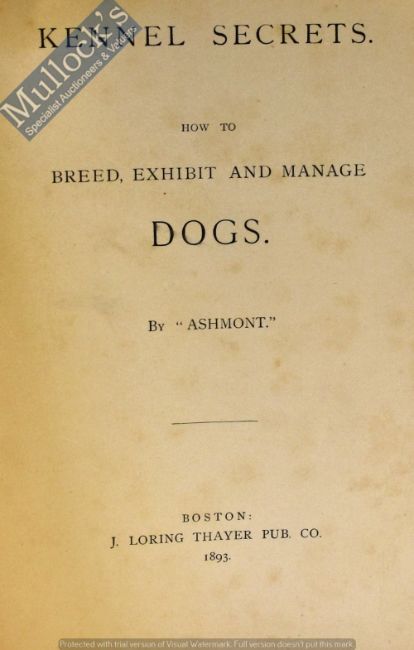 KENNEL SECRETS.
Mullock's
Specialist Auctioneers & Valuers
HOW TO
BREED, EXHIBIT AND MANAGE
DOGS.
BY "ASHMONT."
BOSTON:
J. LORING THAYER PUB. CO.
1893.
Protected with trial version of Visual Watermark. Full version doesn't put this mark.